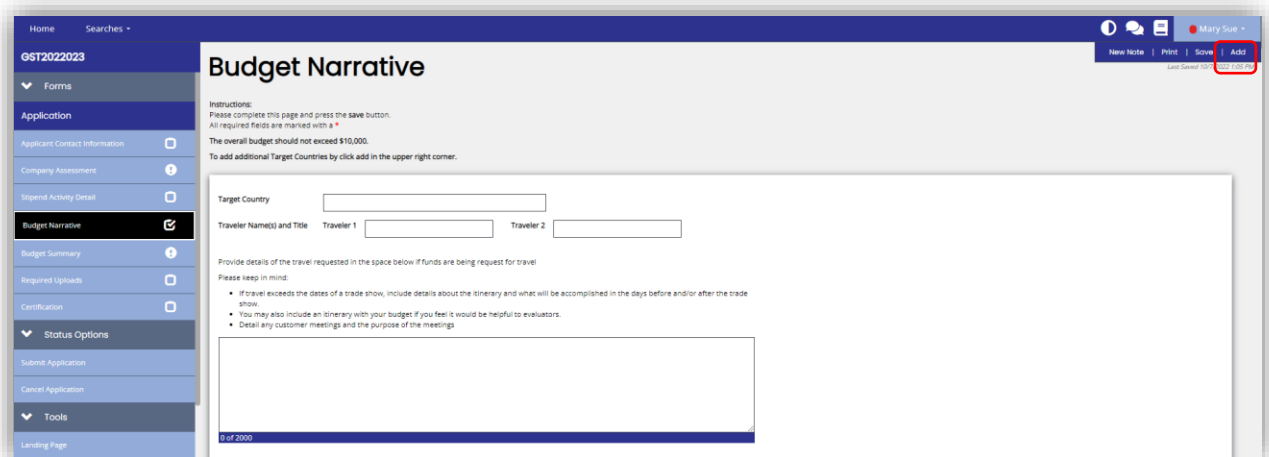 Home Searches
Mary Sue
GST2022023
New Note | Print | Save | Add
Last Saved 10/7/2022 1:05 PM
Budget Narrative
Forms
Application
Applicant Contact Information
Company Assessment
Stipend Activity Detail
Budget Narrative
Budget Summary
Required Uploads
Certification
Status Options
Submit Application
Cancel Application
Tools
Landing Page
Instructions:
Please complete this page and press the save button.
All required fields are marked with a *
The overall budget should not exceed $10,000.
To add additional Target Countries by click add in the upper right corner.
Target Country
Traveler Name(s) and Title Traveler 1 Traveler 2
Provide details of the travel requested in the space below if funds are being request for travel
Please keep in mind:
• If travel exceeds the dates of a trade show, include details about the itinerary and what will be accomplished in the days before and/or after the trade
show.
• You may also include an itinerary with your budget if you feel it would be helpful to evaluators.
• Detail any customer meetings and the purpose of the meetings
0 of 2000